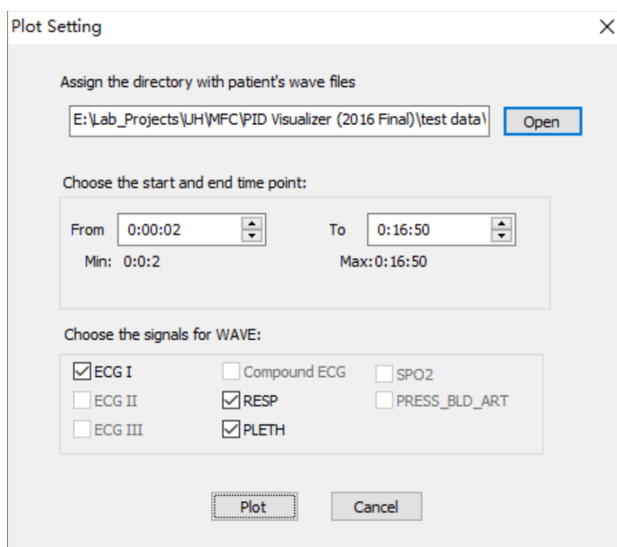 Plot Setting
Assign the directory with patient's wave files
E:\Lab_Projects\UH\MFC\PID Visualizer (2016 Final)\test data\
Open
Choose the start and end time point:
From 0:00:02 To 0:16:50
Min: 0:0:2 Max:0:16:50
Choose the signals for WAVE:
ECG I Compound ECG SPO2
ECG II RESP PRESS_BLD_ART
ECG III PLETH
Plot Cancel